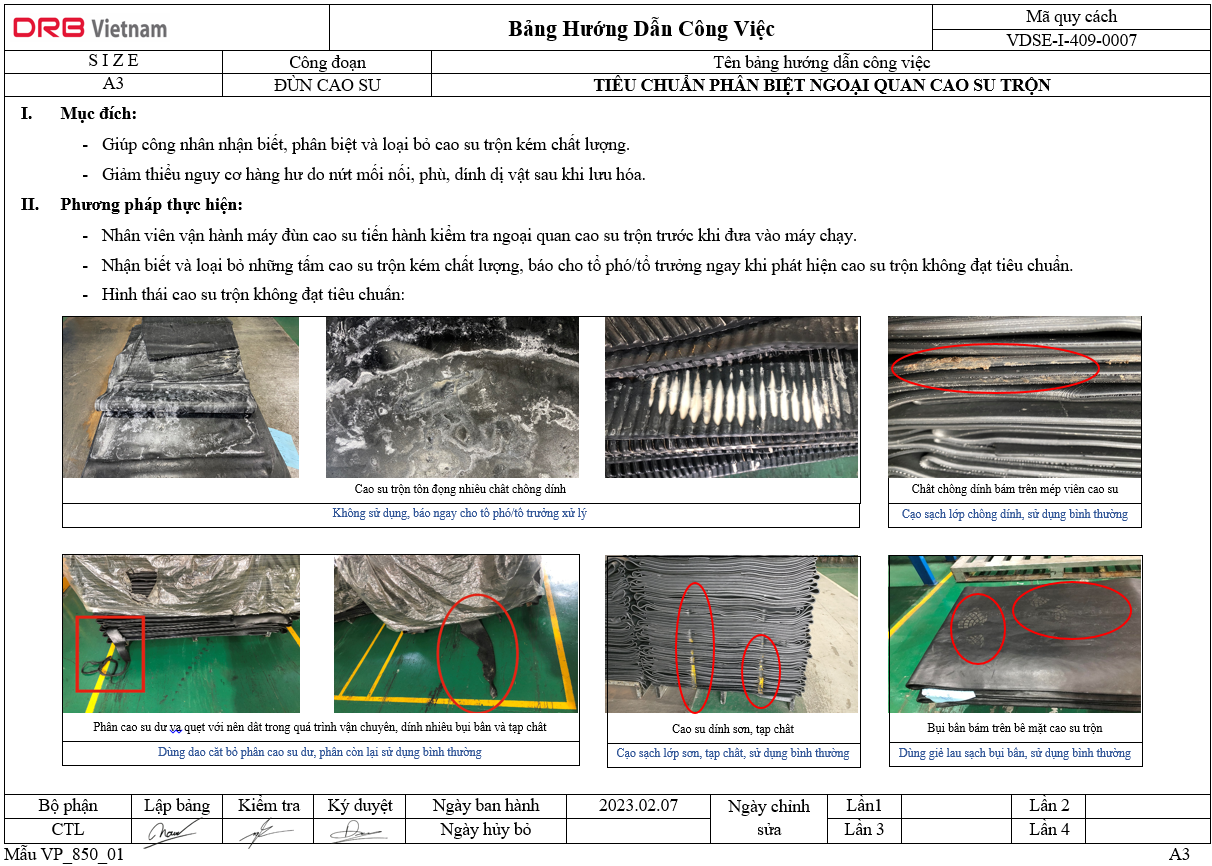 DRB Vietnam
Bảng Hướng Dẫn Công Việc
Mã quy cách
VDSE-I-409-0007
SIZE
Công đoạn
Tên bảng hướng dẫn công việc
A3
ĐÙN CAO SU
TIÊU CHUẨN PHÂN BIỆT NGOẠI QUAN CAO SU TRỘN
I. Mục đích:
- Giúp công nhân nhận biết, phân biệt và loại bỏ cao su trộn kém chất lượng.
- Giảm thiểu nguy cơ hàng hư do nứt mối nối, phù, dính dị vật sau khi lưu hóa.
II. Phương pháp thực hiện:
- Nhân viên vận hành máy đùn cao su tiến hành kiểm tra ngoại quan cao su trộn trước khi đưa vào máy chạy.
- Nhận biết và loại bỏ những tấm cao su trộn kém chất lượng, báo cho tổ phó/tổ trưởng ngay khi phát hiện cao su trộn không đạt tiêu chuẩn.
- Hình thái cao su trộn không đạt tiêu chuẩn:
Cao su trộn tồn đọng nhiều chất chống dính
Không sử dụng, báo ngay cho tổ phó/tổ trưởng xử lý
Chất chống dính bám trên mép viền cao su
Cạo sạch lớp chống dính, sử dụng bình thường
Phần cao su dư va quẹt với nền đất trong quá trình vận chuyển, dính nhiều bụi bẩn và tạp chất
Dùng dao cắt bỏ phần cao su dư, phần còn lại sử dụng bình thường
Cao su dính sơn, tạp chất
Cạo sạch lớp sơn, tạp chất, sử dụng bình thường
Bụi bẩn bám trên bề mặt cao su trộn
Dùng giẻ lau sạch bụi bẩn, sử dụng bình thường
Bộ phận
Lập bảng
Kiểm tra
Ký duyệt
Ngày ban hành
2023.02.07
Ngày chỉnh sửa
Lần1
Lần 2
CTL
Ngày hủy bỏ
Lần 3
Lần 4
Mẫu VP_850_01
A3